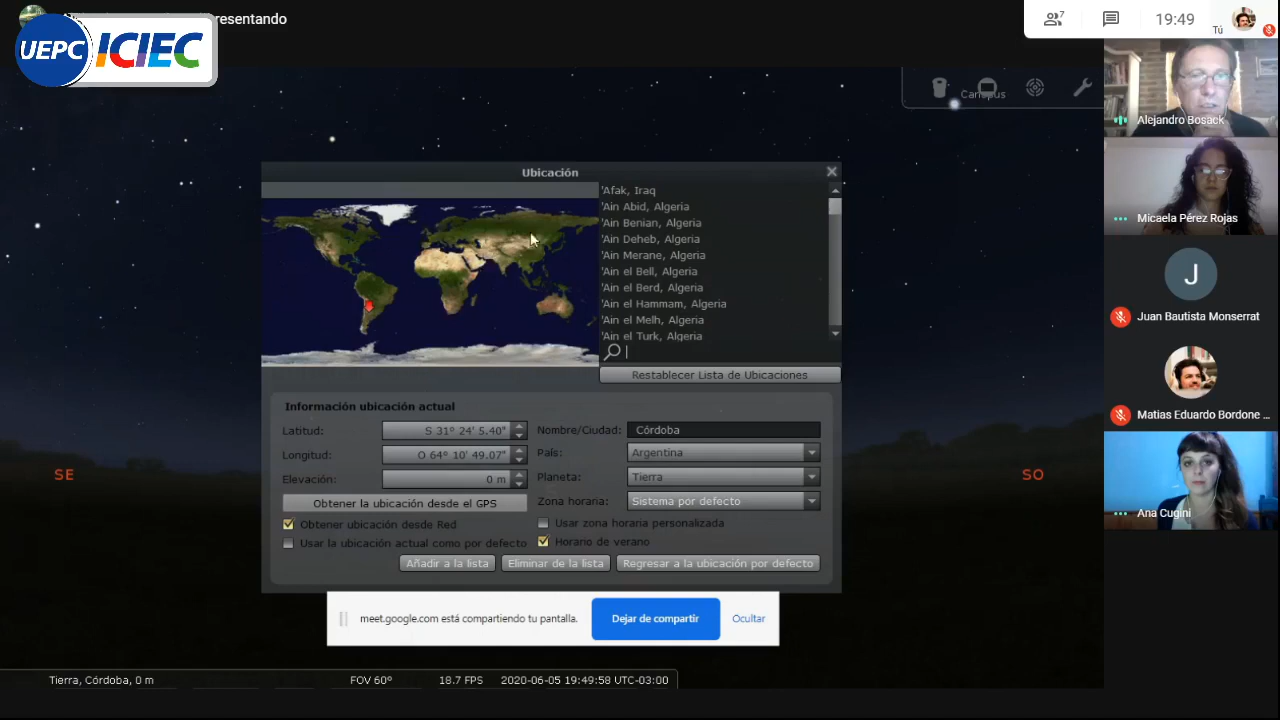 resentando
UEPC ICIEC
7
19:49
Tú
Canopus
Alejandro Bosack
Micaela Pérez Rojas
J
Juan Bautista Monserrat
Matias Eduardo Bordone ...
Ana Cugini
Ubicación
'Afak, Iraq
'Ain Abid, Algeria
'Ain Benian, Algeria
'Ain Deheb, Algeria
'Ain Merane, Algeria
'Ain el Bell, Algeria
'Ain el Berd, Algeria
'Ain el Hammam, Algeria
'Ain el Melh, Algeria
'Ain el Turk, Algeria
Restablecer Lista de Ubicaciones
Información ubicación actual
Latitud: S 31° 24' 5.40"
Longitud: O 64° 10' 49.07"
Elevación: 0 m
Obtener la ubicación desde el GPS
Obtener ubicación desde Red
Usar la ubicación actual como por defecto
Nombre/Ciudad: Córdoba
País: Argentina
Planeta: Tierra
Zona horaria: Sistema por defecto
Usar zona horaria personalizada
Horario de verano
Añadir a la lista Eliminar de la lista Regresar a la ubicación por defecto
SE
SO
meet.google.com está compartiendo tu pantalla. Dejar de compartir Ocultar
Tierra, Córdoba, 0 m FOV 60° 18.7 FPS 2020-06-05 19:49:58 UTC-03:00